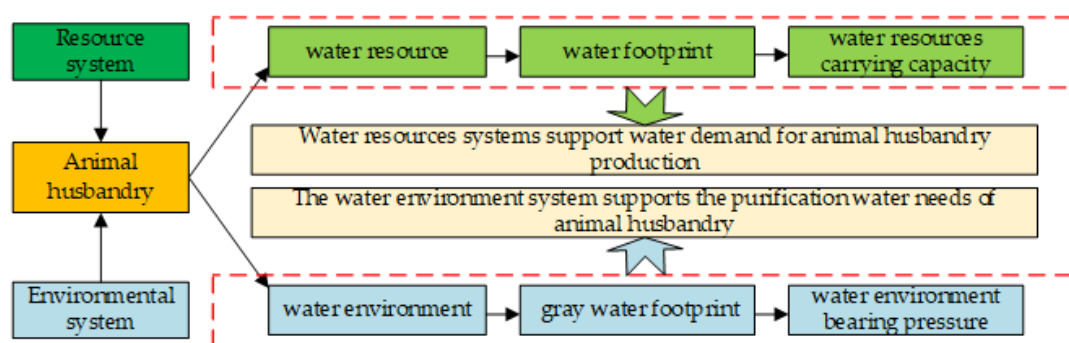 Resource
system
water resource
water footprint
water resources
carrying capacity
Water resources systems support water demand for animal husbandry
production
Animal
husbandry
The water environment system supports the purification water needs of
animal husbandry
Environmental
system
water environment
gray water footprint
water environment
bearing pressure